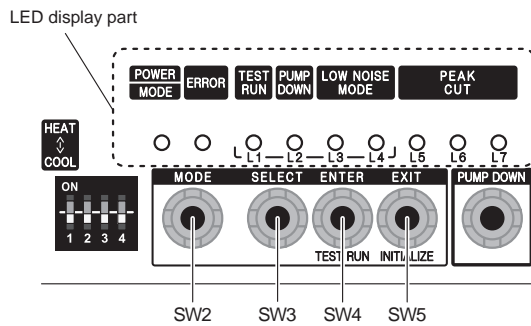 LED display part
POWER
MODE
ERROR
TEST
RUN
PUMP
DOWN
LOW NOISE
MODE
PEAK
CUT
HEAT
COOL
L1
L2
L3
L4
L5
L6
L7
ON
1 2 3 4
MODE
SELECT
ENTER
EXIT
PUMP DOWN
TEST RUN
INITIALIZE
SW2
SW3
SW4
SW5